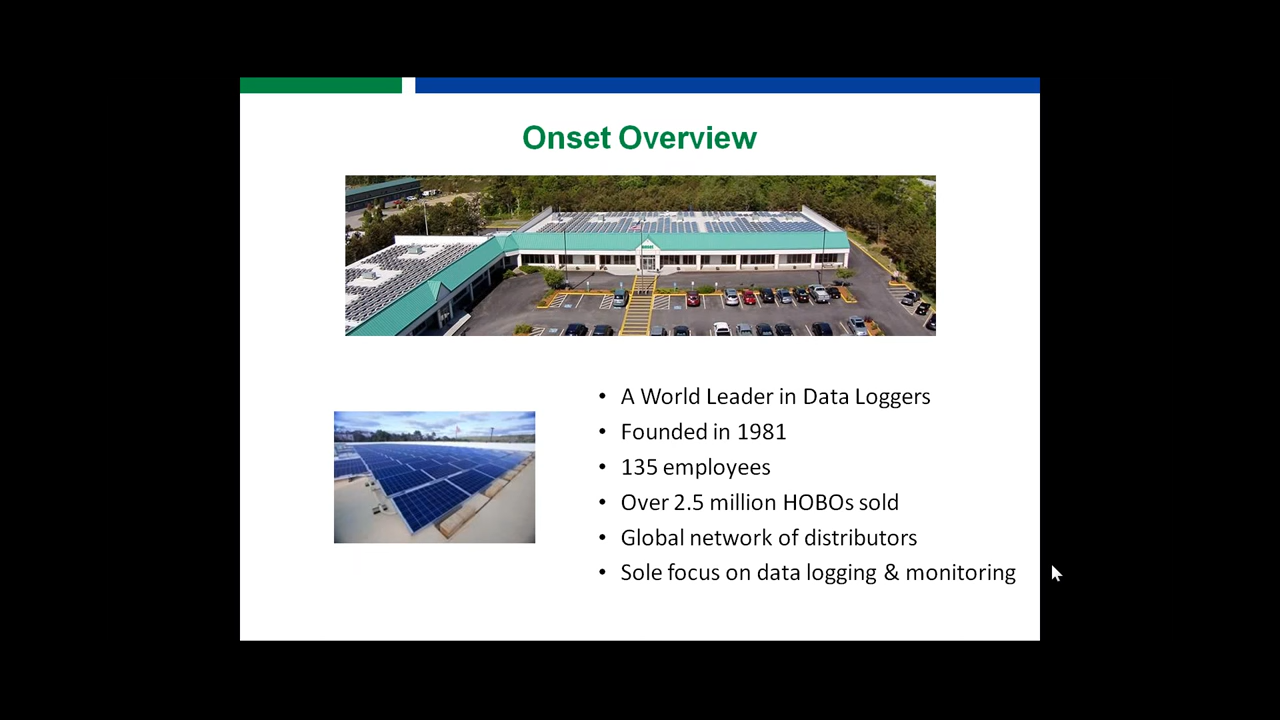 Onset Overview
• A World Leader in Data Loggers
• Founded in 1981
• 135 employees
• Over 2.5 million HOBOs sold
• Global network of distributors
• Sole focus on data logging & monitoring